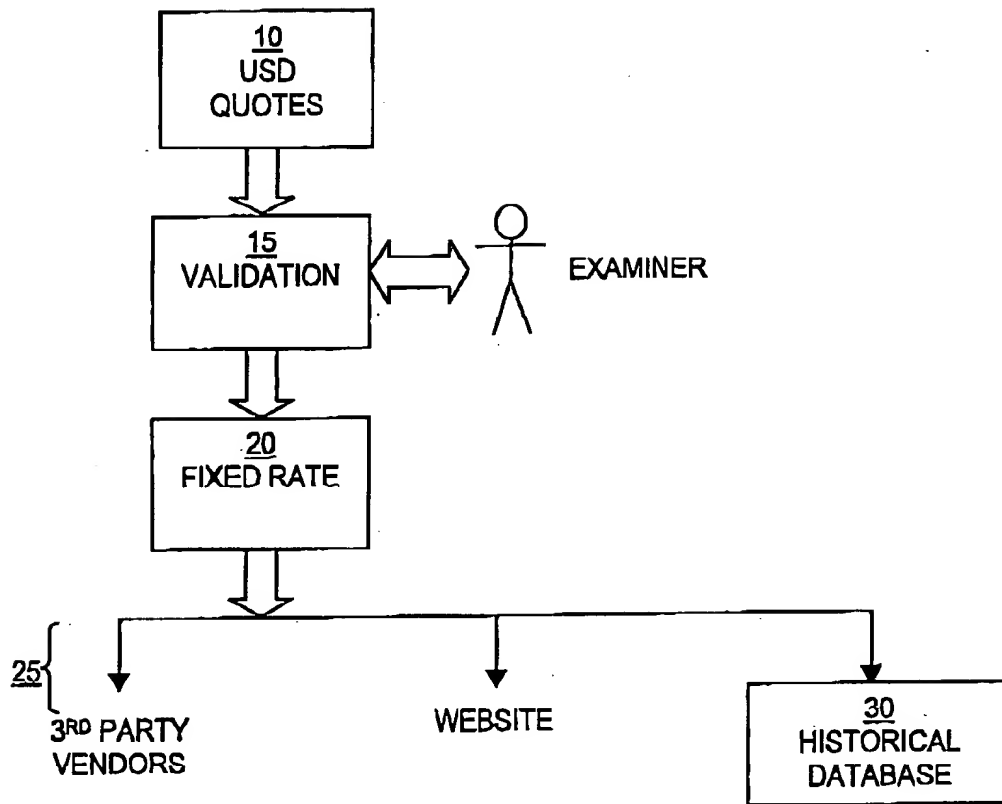 10
USD
QUOTES
15
VALIDATION
EXAMINER
20
FIXED RATE
25
3RD PARTY
VENDORS
WEBSITE
30
HISTORICAL
DATABASE